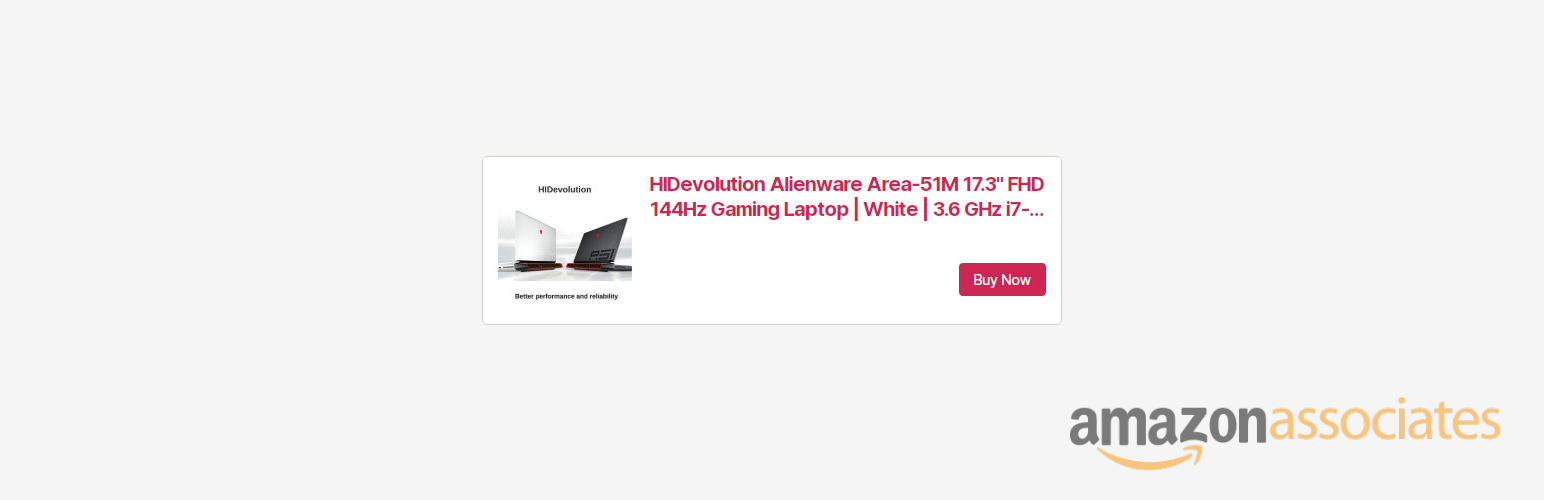 HIDevolution
HIDevolution Alienware Area-51M 17.3" FHD
144Hz Gaming Laptop | White | 3.6 GHz i7-...
Buy Now
Better performance and reliability
amazonassociates